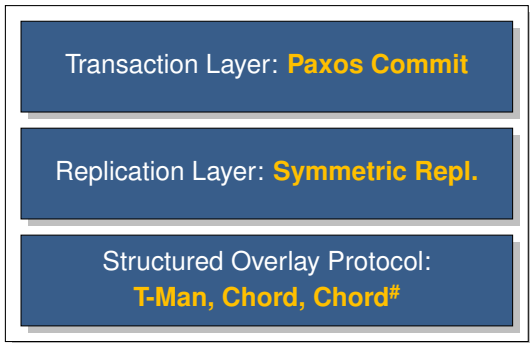 Transaction Layer: Paxos Commit
Replication Layer: Symmetric Repl.
Structured Overlay Protocol:
T-Man, Chord, Chord#